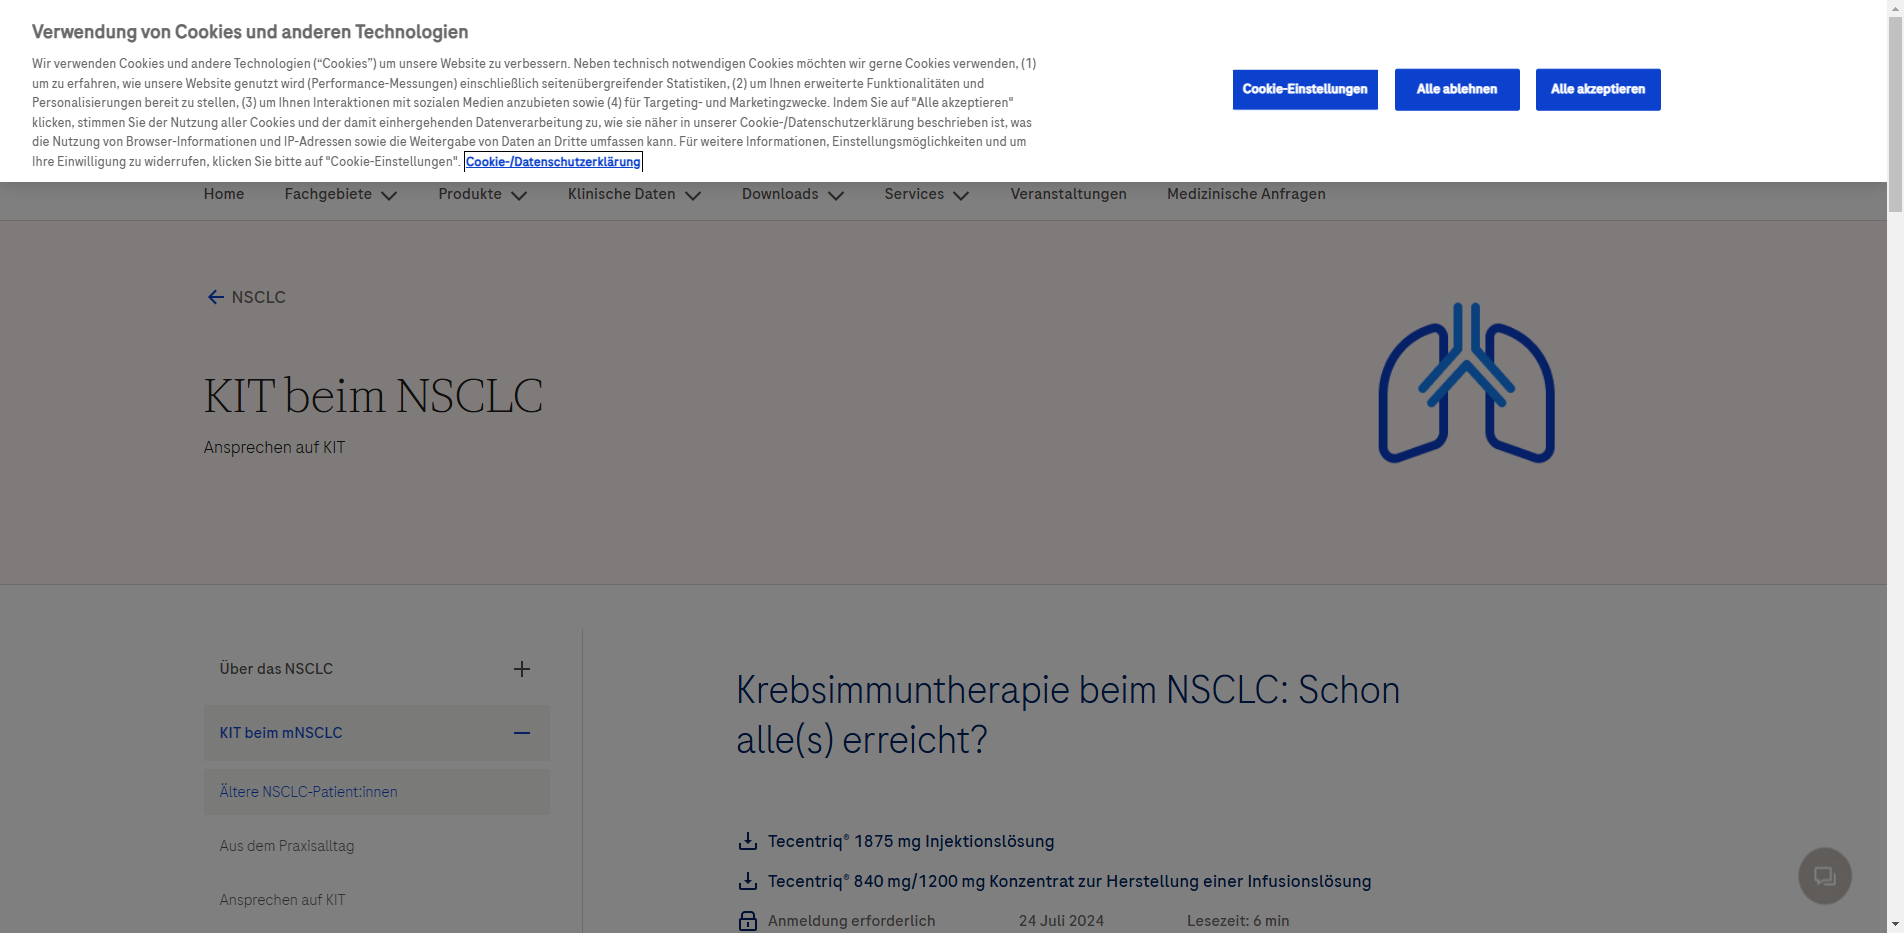 Verwendung von Cookies und anderen Technologien
Wir verwenden Cookies und andere Technologien (“Cookies”) um unsere Website zu verbessern. Neben technisch notwendigen Cookies möchten wir gerne Cookies verwenden, (1)
um zu erfahren, wie unsere Website genutzt wird (Performance-Messungen) einschließlich seitenübergreifender Statistiken, (2) um Ihnen erweiterte Funktionalitäten und
Personalisierungen bereit zu stellen, (3) um Ihnen Interaktionen mit sozialen Medien anzubieten sowie (4) für Targeting- und Marketingzwecke. Indem Sie auf "Alle akzeptieren"
klicken, stimmen Sie der Nutzung aller Cookies und der damit einhergehenden Datenverarbeitung zu, wie sie näher in unserer Cookie-/Datenschutzerklärung beschrieben ist, was
die Nutzung von Browser-Informationen und IP-Adressen sowie die Weitergabe von Daten an Dritte umfassen kann. Für weitere Informationen, Einstellungsmöglichkeiten und um
Ihre Einwilligung zu widerrufen, klicken Sie bitte auf "Cookie-Einstellungen". Cookie-/Datenschutzerklärung
Cookie-Einstellungen Alle ablehnen Alle akzeptieren
Home Fachgebiete Produkte Klinische Daten Downloads Services Veranstaltungen Medizinische Anfragen
NSCLC
KIT beim NSCLC
Ansprechen auf KIT
Über das NSCLC
KIT beim mNSCLC
Ältere NSCLC-Patient:innen
Aus dem Praxisalltag
Ansprechen auf KIT
Krebsimmuntherapie beim NSCLC: Schon
alle(s) erreicht?
Tecentriq® 1875 mg Injektionslösung
Tecentriq® 840 mg/1200 mg Konzentrat zur Herstellung einer Infusionslösung
Anmeldung erforderlich 24 Juli 2024 Lesezeit: 6 min